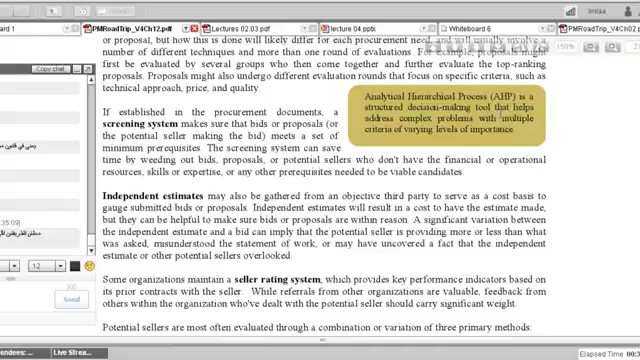 imlaa
ard 1
PMRoadTrip_V4Ch12.pdf
Lectures 02.03.pdf
lecture 04.pptx
Whiteboard 6
PMRoadTrip_V4Ch02
150%
Copy chat
or proposal, but how this is done will likely differ for each procurement need, and will usually involve a
number of different techniques and more than one round of evaluations. For example, proposals might
first be evaluated by several groups who then come together and further evaluate the top-ranking
proposals. Proposals might also undergo different evaluation rounds that focus on specific criteria, such as
technical approach, price, and quality.
Analytical Hierarchical Process (AHP) is a
structured decision-making tool that helps
address complex problems with multiple
criteria of varying levels of importance.
If established in the procurement documents, a
screening system makes sure that bids or proposals (or
the potential seller making the bid) meets a set of
minimum prerequisites. The screening system can save
time by weeding out bids, proposals, or potential sellers who don't have the financial or operational
resources, skills or expertise, or any other prerequisites needed to be viable candidates.
Independent estimates may also be gathered from an objective third party to serve as a cost basis to
gauge submitted bids or proposals. Independent estimates will result in a cost to have the estimate made,
but they can be helpful to make sure bids or proposals are within reason. A significant variation between
the independent estimate and a bid can imply that the potential seller is providing more or less than what
was asked, misunderstood the statement of work, or may have uncovered a fact that the independent
estimate or other potential sellers overlooked.
Some organizations maintain a seller rating system, which provides key performance indicators based on
its prior contracts with the seller. While referrals from other organizations are valuable, feedback from
others within the organization who've dealt with the potential seller should carry significant weight.
Potential sellers are most often evaluated through a combination or variation of three primary methods:
12
300
Send
endees:
Live Strea...
Elapsed Time: